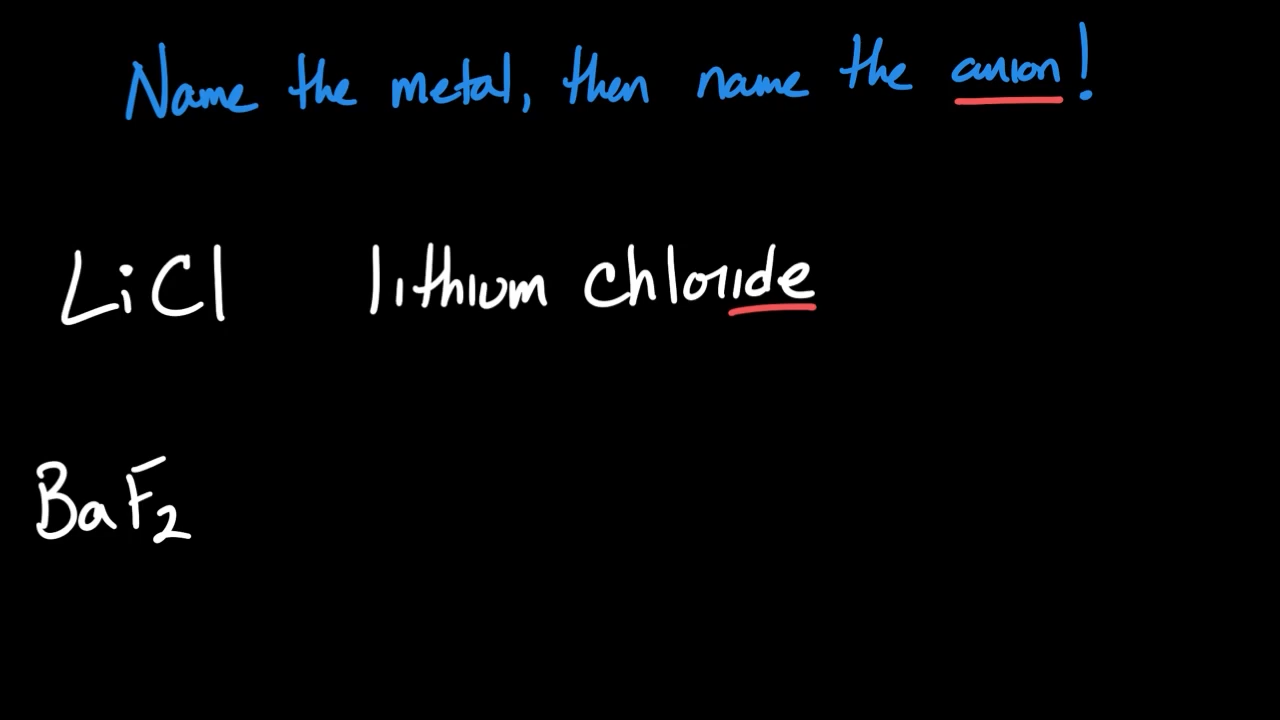 Name the metal, then name the anion!
LiCl lithium chloride
BaF₂